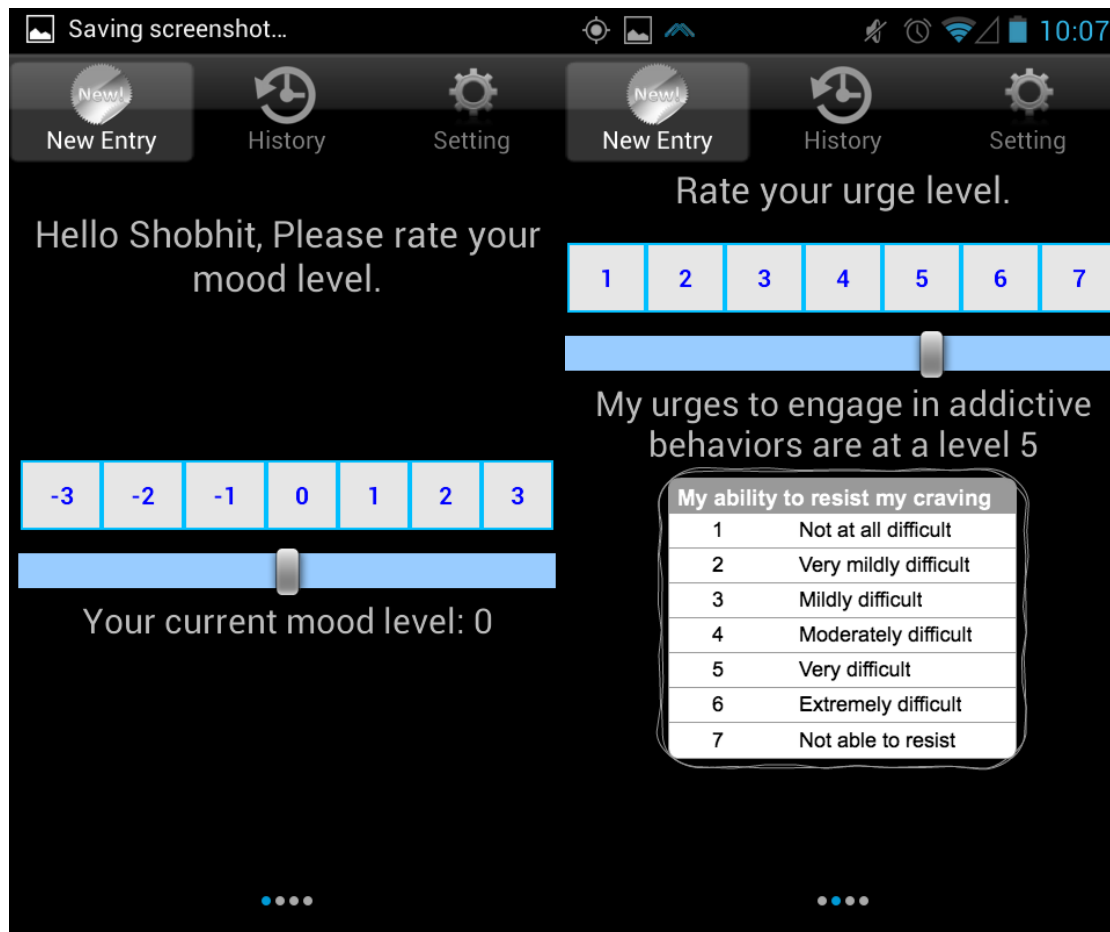 Saving screenshot...
New!
New Entry
History
Setting
Hello Shobhit, Please rate your
mood level.
-3 -2 -1 0 1 2 3
Your current mood level: 0
10:07
New!
New Entry
History
Setting
Rate your urge level.
1 2 3 4 5 6 7
My urges to engage in addictive
behaviors are at a level 5
My ability to resist my craving
1 Not at all difficult
2 Very mildly difficult
3 Mildly difficult
4 Moderately difficult
5 Very difficult
6 Extremely difficult
7 Not able to resist